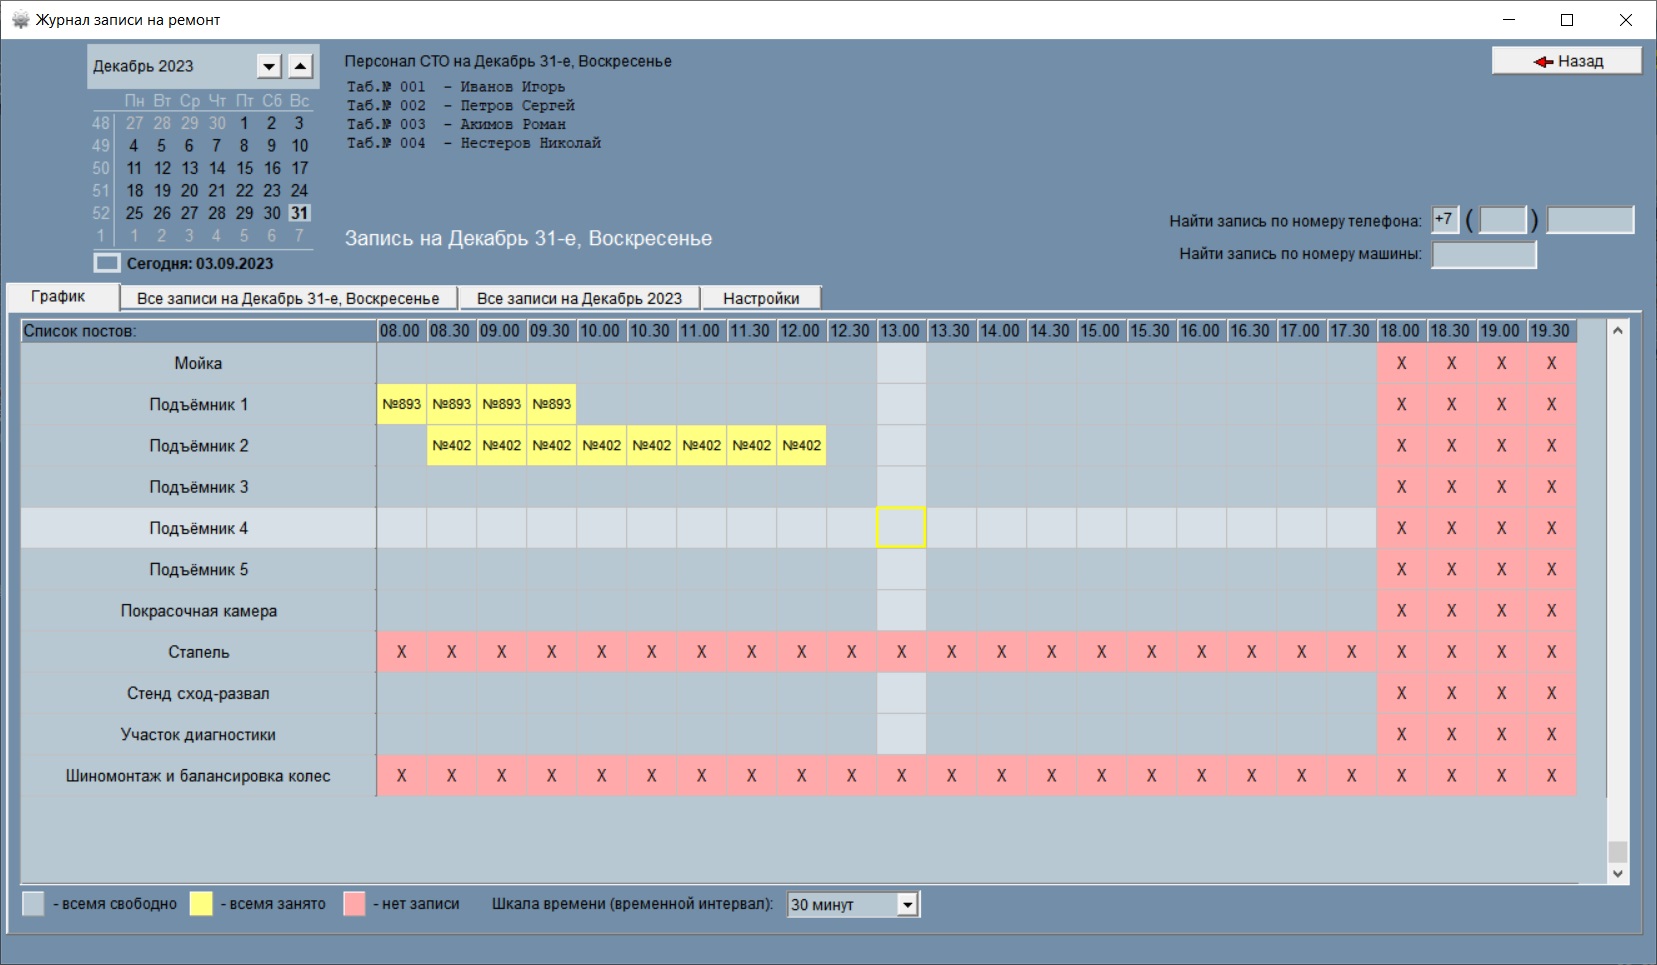 Журнал записи на ремонт
Декабрь 2023
Пн Вт Ср Чт Пт Сб Вс
48 27 28 29 30 1 2 3
49 4 5 6 7 8 9 10
50 11 12 13 14 15 16 17
51 18 19 20 21 22 23 24
52 25 26 27 28 29 30 31
1 1 2 3 4 5 6 7
Сегодня: 03.09.2023
Персонал СТО на Декабрь 31-е, Воскресенье
Таб.№ 001 - Иванов Игорь
Таб.№ 002 - Петров Сергей
Таб.№ 003 - Акимов Роман
Таб.№ 004 - Нестеров Николай
Запись на Декабрь 31-е, Воскресенье
Назад
Найти запись по номеру телефона: +7 ( )
Найти запись по номеру машины:
График Все записи на Декабрь 31-е, Воскресенье Все записи на Декабрь 2023 Настройки
Список постов: 08.00 08.30 09.00 09.30 10.00 10.30 11.00 11.30 12.00 12.30 13.00 13.30 14.00 14.30 15.00 15.30 16.00 16.30 17.00 17.30 18.00 18.30 19.00 19.30
Мойка X X X X
Подъёмник 1 №893 №893 №893 №893 X X X X
Подъёмник 2 №402 №402 №402 №402 №402 №402 №402 №402 X X X X
Подъёмник 3 X X X X
Подъёмник 4 X X X X
Подъёмник 5 X X X X
Покрасочная камера X X X X
Стапель X X X X X X X X X X X X X X X X X X X X X X X X
Стенд сход-развал X X X X
Участок диагностики X X X X
Шиномонтаж и балансировка колес X X X X X X X X X X X X X X X X X X X X X X X X
- всемя свободно - всемя занято - нет записи Шкала времени (временной интервал): 30 минут